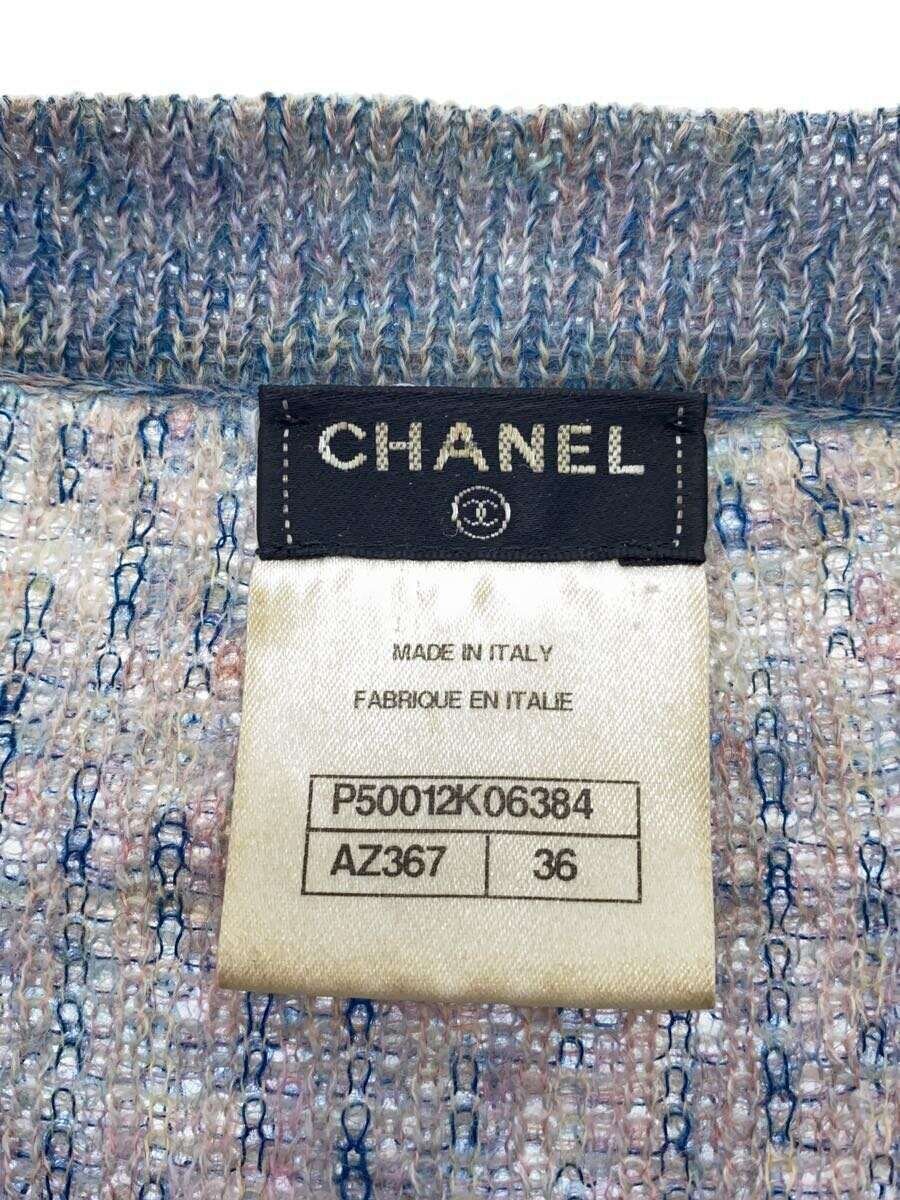 CHANEL
MADE IN ITALY
FABRIQUE EN ITALIE
P50012K06384
AZ367 36